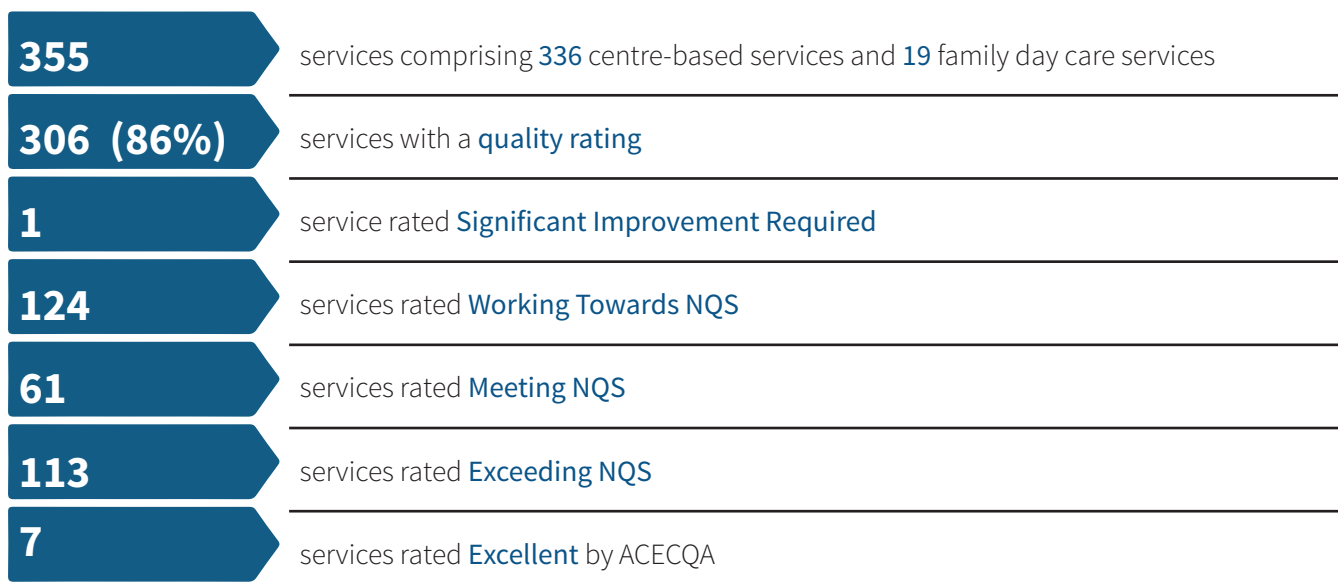 355 services comprising 336 centre-based services and 19 family day care services
306 (86%) services with a quality rating
1 service rated Significant Improvement Required
124 services rated Working Towards NQS
61 services rated Meeting NQS
113 services rated Exceeding NQS
7 services rated Excellent by ACECQA